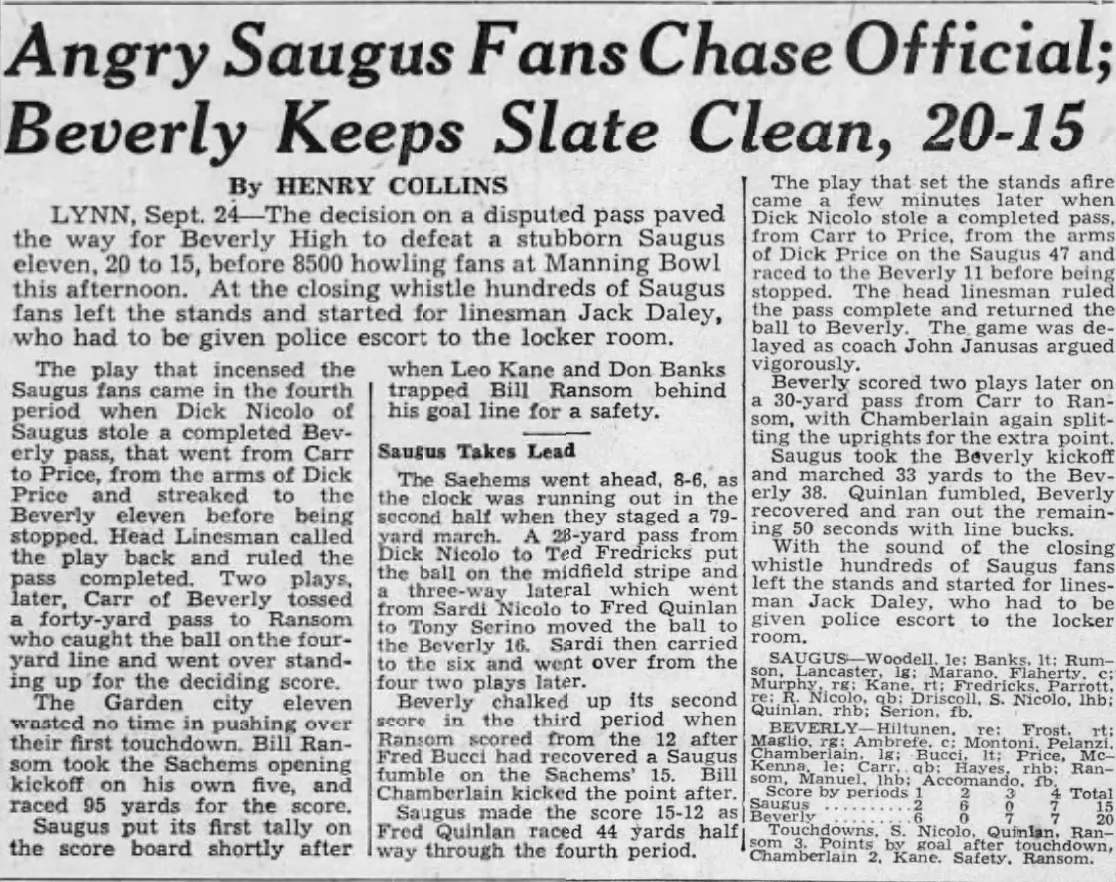 Angry Saugus Fans Chase Official;
Beverly Keeps Slate Clean, 20-15
By HENRY COLLINS
LYNN, Sept. 24—The decision on a disputed pass paved
the way for Beverly High to defeat a stubborn Saugus
eleven, 20 to 15, before 8500 howling fans at Manning Bowl
this afternoon. At the closing whistle hundreds of Saugus
fans left the stands and started for linesman Jack Daley,
who had to be given police escort to the locker room.
The play that incensed the
Saugus fans came in the fourth
period when Dick Nicolo of
Saugus stole a completed Bev-
erly pass, that went from Carr
to Price, from the arms of Dick
Price and streaked to the
Beverly eleven before being
stopped. Head Linesman called
the play back and ruled the
pass completed. Two plays,
later, Carr of Beverly tossed
a forty-yard pass to Ransom
who caught the ball on the four-
yard line and went over stand-
ing up for the deciding score.
The Garden city eleven
wasted no time in pushing over
their first touchdown. Bill Ran-
som took the Sachems opening
kickoff on his own five, and
raced 95 yards for the score.
Saugus put its first tally on
the score board shortly after
when Leo Kane and Don Banks
trapped Bill Ransom behind
his goal line for a safety.
Saugus Takes Lead
The Sachems went ahead, 8-6, as
the clock was running out in the
second half when they staged a 79-
yard march. A 28-yard pass from
Dick Nicolo to Ted Fredricks put
the ball on the midfield stripe and
a three-way lateral which went
from Sardi Nicolo to Fred Quinlan
to Tony Serino moved the ball to
the Beverly 16. Sardi then carried
to the six and went over from the
four two plays later.
Beverly chalked up its second
score in the third period when
Ransom scored from the 12 after
Fred Bucci had recovered a Saugus
fumble on the Sachems' 15. Bill
Chamberlain kicked the point after.
Saugus made the score 15-12 as
Fred Quinlan raced 44 yards half
way through the fourth period.
The play that set the stands afire
came a few minutes later when
Dick Nicolo stole a completed pass,
from Carr to Price, from the arms
of Dick Price on the Saugus 47 and
raced to the Beverly 11 before being
stopped. The head linesman ruled
the pass complete and returned the
ball to Beverly. The game was de-
layed as coach John Janusas argued
vigorously.
Beverly scored two plays later on
a 30-yard pass from Carr to Ran-
som, with Chamberlain again split-
ting the uprights for the extra point.
Saugus took the Beverly kickoff
and marched 33 yards to the Bev-
erly 38. Quinlan fumbled, Beverly
recovered and ran out the remain-
ing 50 seconds with line bucks.
With the sound of the closing
whistle hundreds of Saugus fans
left the stands and started for lines-
man Jack Daley, who had to be
given police escort to the locker
room.
SAUGUS—Woodell, le; Banks, lt; Rum-
son, Lancaster, lg; Marano, Flaherty, c;
Murphy, rg; Kane, rt; Fredricks, Parrott,
re; R. Nicolo, qb; Driscoll, S. Nicolo, lhb;
Quinlan, rhb; Serion, fb.
BEVERLY—Hiltunen, re; Frost, rt;
Maglio, rg; Ambrefe, c; Montoni, Pelanzi,
Chamberlain, lg; Bucci, lt; Price, Mc-
Kenna, le; Carr, qb; Hayes, rhb; Ran-
som, Manuel, lhb; Accomando, fb.
Score by periods 1 2 3 4 Total
Saugus .......... 2 6 0 7 15
Beverly .......... 6 0 7 7 20
Touchdowns, S. Nicolo, Quinlan, Ran-
som 3. Points by goal after touchdown,
Chamberlain 2, Kane. Safety, Ransom.